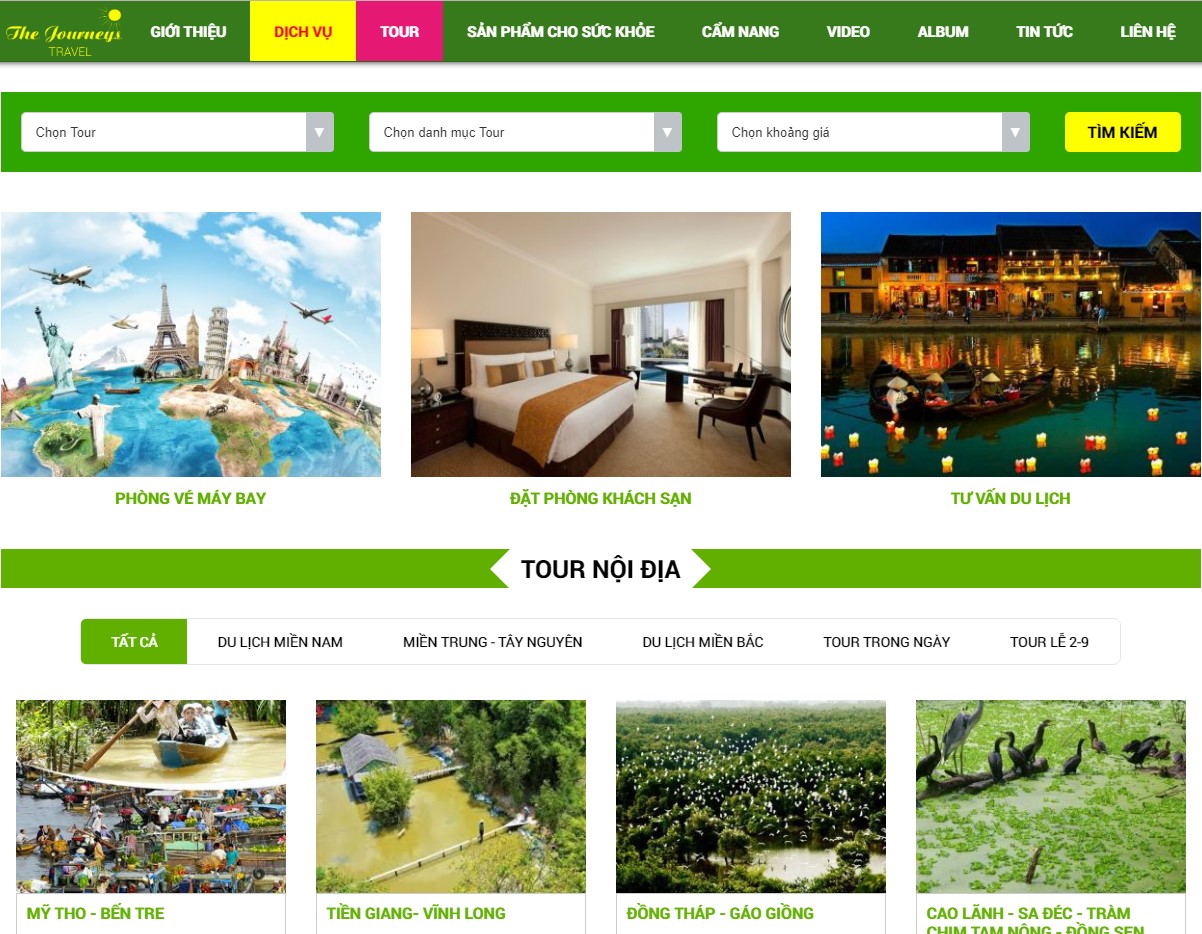 The Journeys
TRAVEL
GIỚI THIỆU
DỊCH VỤ
TOUR
SẢN PHẨM CHO SỨC KHỎE
CẨM NANG
VIDEO
ALBUM
TIN TỨC
LIÊN HỆ
Chọn Tour
Chọn danh mục Tour
Chọn khoảng giá
TÌM KIẾM
PHÒNG VÉ MÁY BAY
ĐẶT PHÒNG KHÁCH SẠN
TƯ VẤN DU LỊCH
TOUR NỘI ĐỊA
TẤT CẢ
DU LỊCH MIỀN NAM
MIỀN TRUNG - TÂY NGUYÊN
DU LỊCH MIỀN BẮC
TOUR TRONG NGÀY
TOUR LỄ 2-9
MỸ THO - BẾN TRE
TIỀN GIANG- VĨNH LONG
ĐỒNG THÁP - GÁO GIỒNG
CAO LÃNH - SA ĐÉC - TRÀM
CHIM TAM NÔNG - ĐỒNG SEN